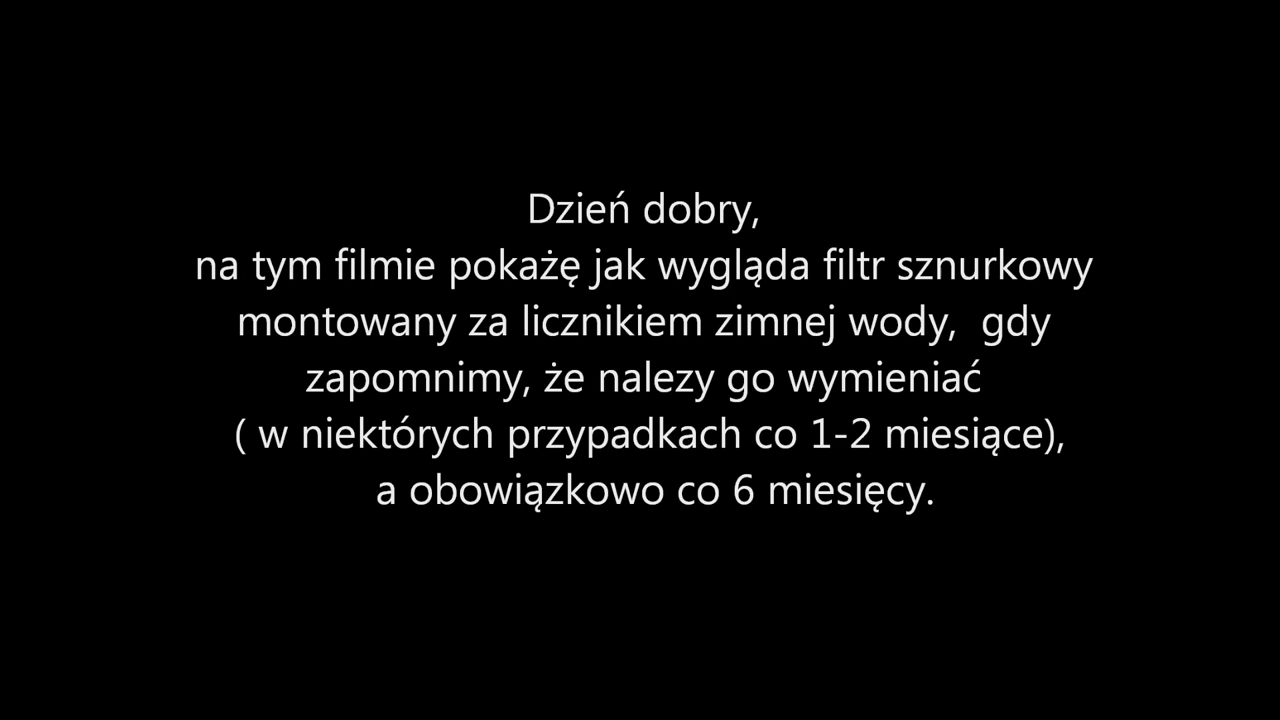 Dzień dobry,
na tym filmie pokażę jak wygląda filtr sznurkowy
montowany za licznikiem zimnej wody,  gdy
zapomnimy, że nalezy go wymieniać
( w niektórych przypadkach co 1-2 miesiące),
a obowiązkowo co 6 miesięcy.